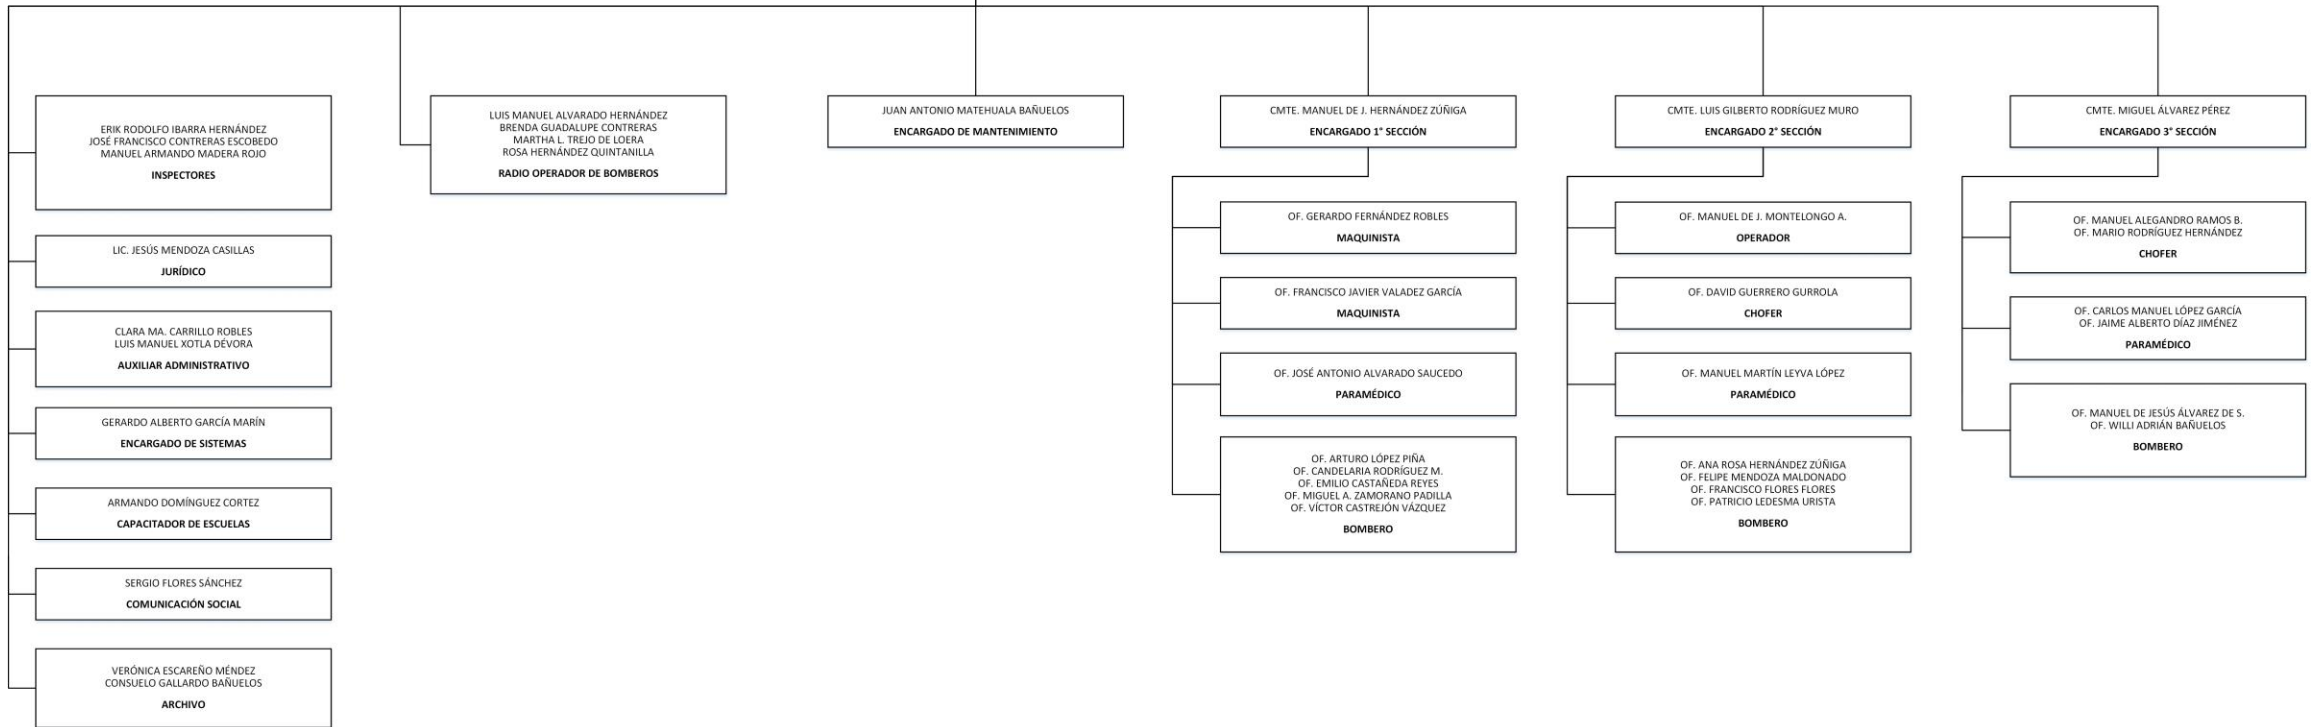 ERIK RODOLFO IBARRA HERNÁNDEZ
JOSÉ FRANCISCO CONTRERAS ESCOBEDO
MANUEL ARMANDO MADERA ROJO
INSPECTORES
LIC. JESÚS MENDOZA CASILLAS
JURÍDICO
CLARA MA. CARRILLO ROBLES
LUIS MANUEL XOTLA DÉVORA
AUXILIAR ADMINISTRATIVO
GERARDO ALBERTO GARCÍA MARÍN
ENCARGADO DE SISTEMAS
ARMANDO DOMÍNGUEZ CORTEZ
CAPACITADOR DE ESCUELAS
SERGIO FLORES SÁNCHEZ
COMUNICACIÓN SOCIAL
VERÓNICA ESCAREÑO MÉNDEZ
CONSUELO GALLARDO BAÑUELOS
ARCHIVO
LUIS MANUEL ALVARADO HERNÁNDEZ
BRENDA GUADALUPE CONTRERAS
MARTHA L. TREJO DE LOERA
ROSA HERNÁNDEZ QUINTANILLA
RADIO OPERADOR DE BOMBEROS
JUAN ANTONIO MATEHUALA BAÑUELOS
ENCARGADO DE MANTENIMIENTO
CMTE. MANUEL DE J. HERNÁNDEZ ZÚÑIGA
ENCARGADO 1° SECCIÓN
OF. GERARDO FERNÁNDEZ ROBLES
MAQUINISTA
OF. FRANCISCO JAVIER VALADEZ GARCÍA
MAQUINISTA
OF. JOSÉ ANTONIO ALVARADO SAUCEDO
PARAMÉDICO
OF. ARTURO LÓPEZ PIÑA
OF. CANDELARIA RODRÍGUEZ M.
OF. EMILIO CASTAÑEDA REYES
OF. MIGUEL A. ZAMORANO PADILLA
OF. VÍCTOR CASTREJÓN VÁZQUEZ
BOMBERO
CMTE. LUIS GILBERTO RODRÍGUEZ MURO
ENCARGADO 2° SECCIÓN
OF. MANUEL DE J. MONTELONGO A.
OPERADOR
OF. DAVID GUERRERO GURROLA
CHOFER
OF. MANUEL MARTÍN LEYVA LÓPEZ
PARAMÉDICO
OF. ANA ROSA HERNÁNDEZ ZÚÑIGA
OF. FELIPE MENDOZA MALDONADO
OF. FRANCISCO FLORES FLORES
OF. PATRICIO LEDESMA URISTA
BOMBERO
CMTE. MIGUEL ÁLVAREZ PÉREZ
ENCARGADO 3° SECCIÓN
OF. MANUEL ALEGANDRO RAMOS B.
OF. MARIO RODRÍGUEZ HERNÁNDEZ
CHOFER
OF. CARLOS MANUEL LÓPEZ GARCÍA
OF. JAIME ALBERTO DÍAZ JIMÉNEZ
PARAMÉDICO
OF. MANUEL DE JESÚS ÁLVAREZ DE S.
OF. WILLI ADRIÁN BAÑUELOS
BOMBERO